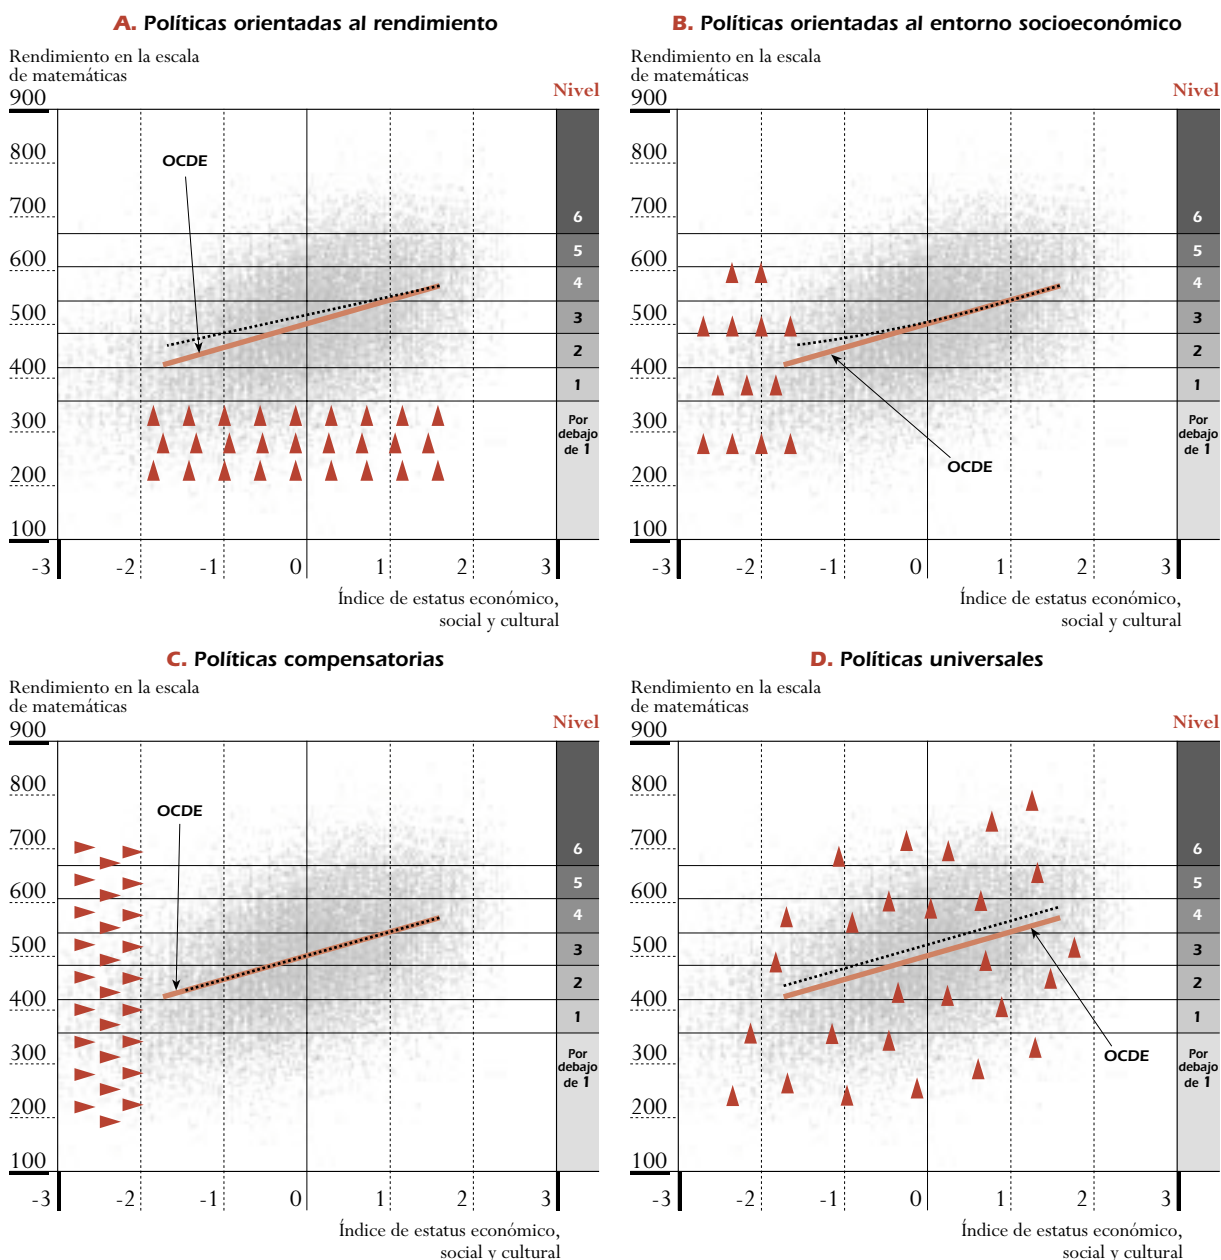 A. Políticas orientadas al rendimiento
Rendimiento en la escala
de matemáticas
Nivel
900
800
700
600
500
400
300
200
100
OCDE
6
5
4
3
2
1
Por
debajo
de 1
-3 -2 -1 0 1 2 3
Índice de estatus económico,
social y cultural
B. Políticas orientadas al entorno socioeconómico
Rendimiento en la escala
de matemáticas
Nivel
900
800
700
600
500
400
300
200
100
6
5
4
3
2
1
Por
debajo
de 1
OCDE
-3 -2 -1 0 1 2 3
Índice de estatus económico,
social y cultural
C. Políticas compensatorias
Rendimiento en la escala
de matemáticas
Nivel
900
800
700
600
500
400
300
200
100
OCDE
6
5
4
3
2
1
Por
debajo
de 1
-3 -2 -1 0 1 2 3
Índice de estatus económico,
social y cultural
D. Políticas universales
Rendimiento en la escala
de matemáticas
Nivel
900
800
700
600
500
400
300
200
100
6
5
4
3
2
1
OCDE
Por
debajo
de 1
-3 -2 -1 0 1 2 3
Índice de estatus económico,
social y cultural